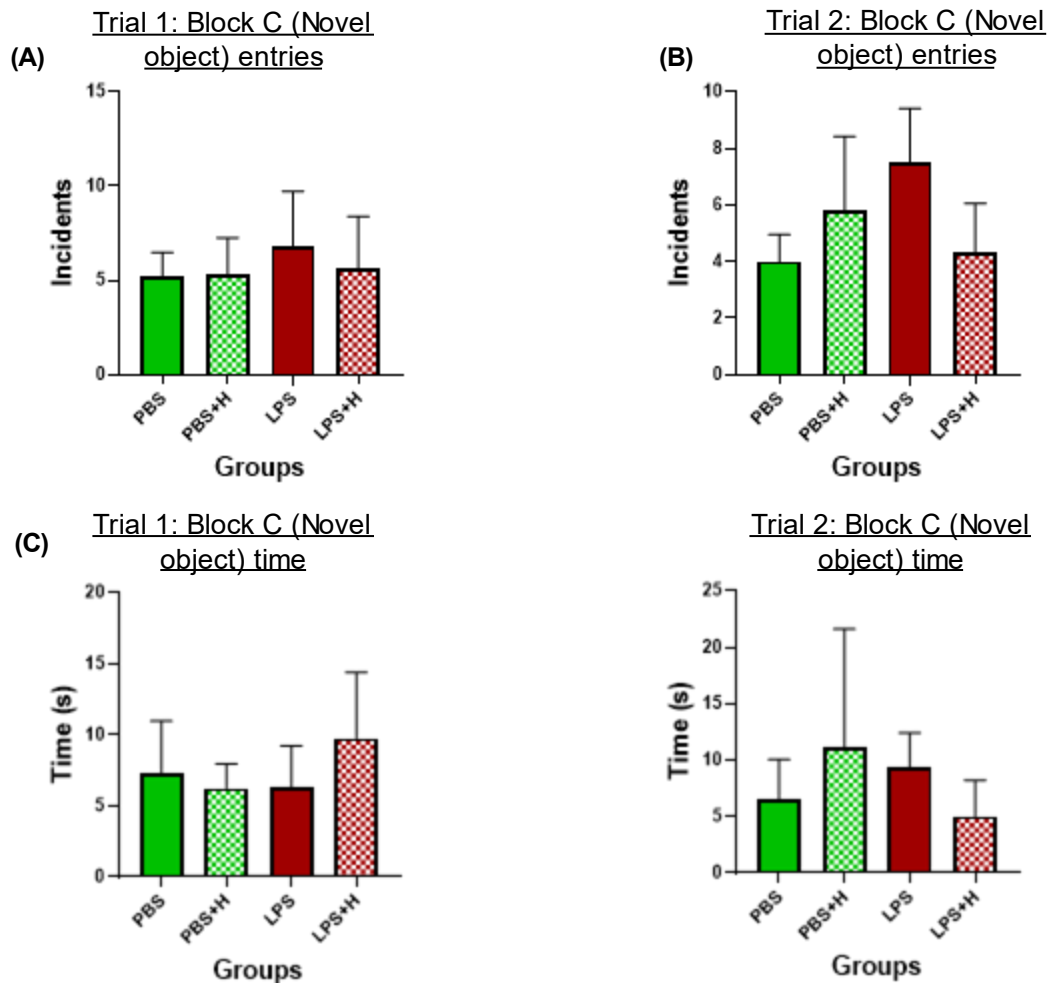 (A)
Trial 1: Block C (Novel
object) entries
15
10
5
0
Incidents
PBS
PBS+H
LPS
LPS+H
Groups
(B)
Trial 2: Block C (Novel
object) entries
10
8
6
4
2
0
Incidents
PBS
PBS+H
LPS
LPS+H
Groups
(C)
Trial 1: Block C (Novel
object) time
20
15
10
5
0
Time (s)
PBS
PBS+H
LPS
LPS+H
Groups
Trial 2: Block C (Novel
object) time
25
20
15
10
5
0
Time (s)
PBS
PBS+H
LPS
LPS+H
Groups